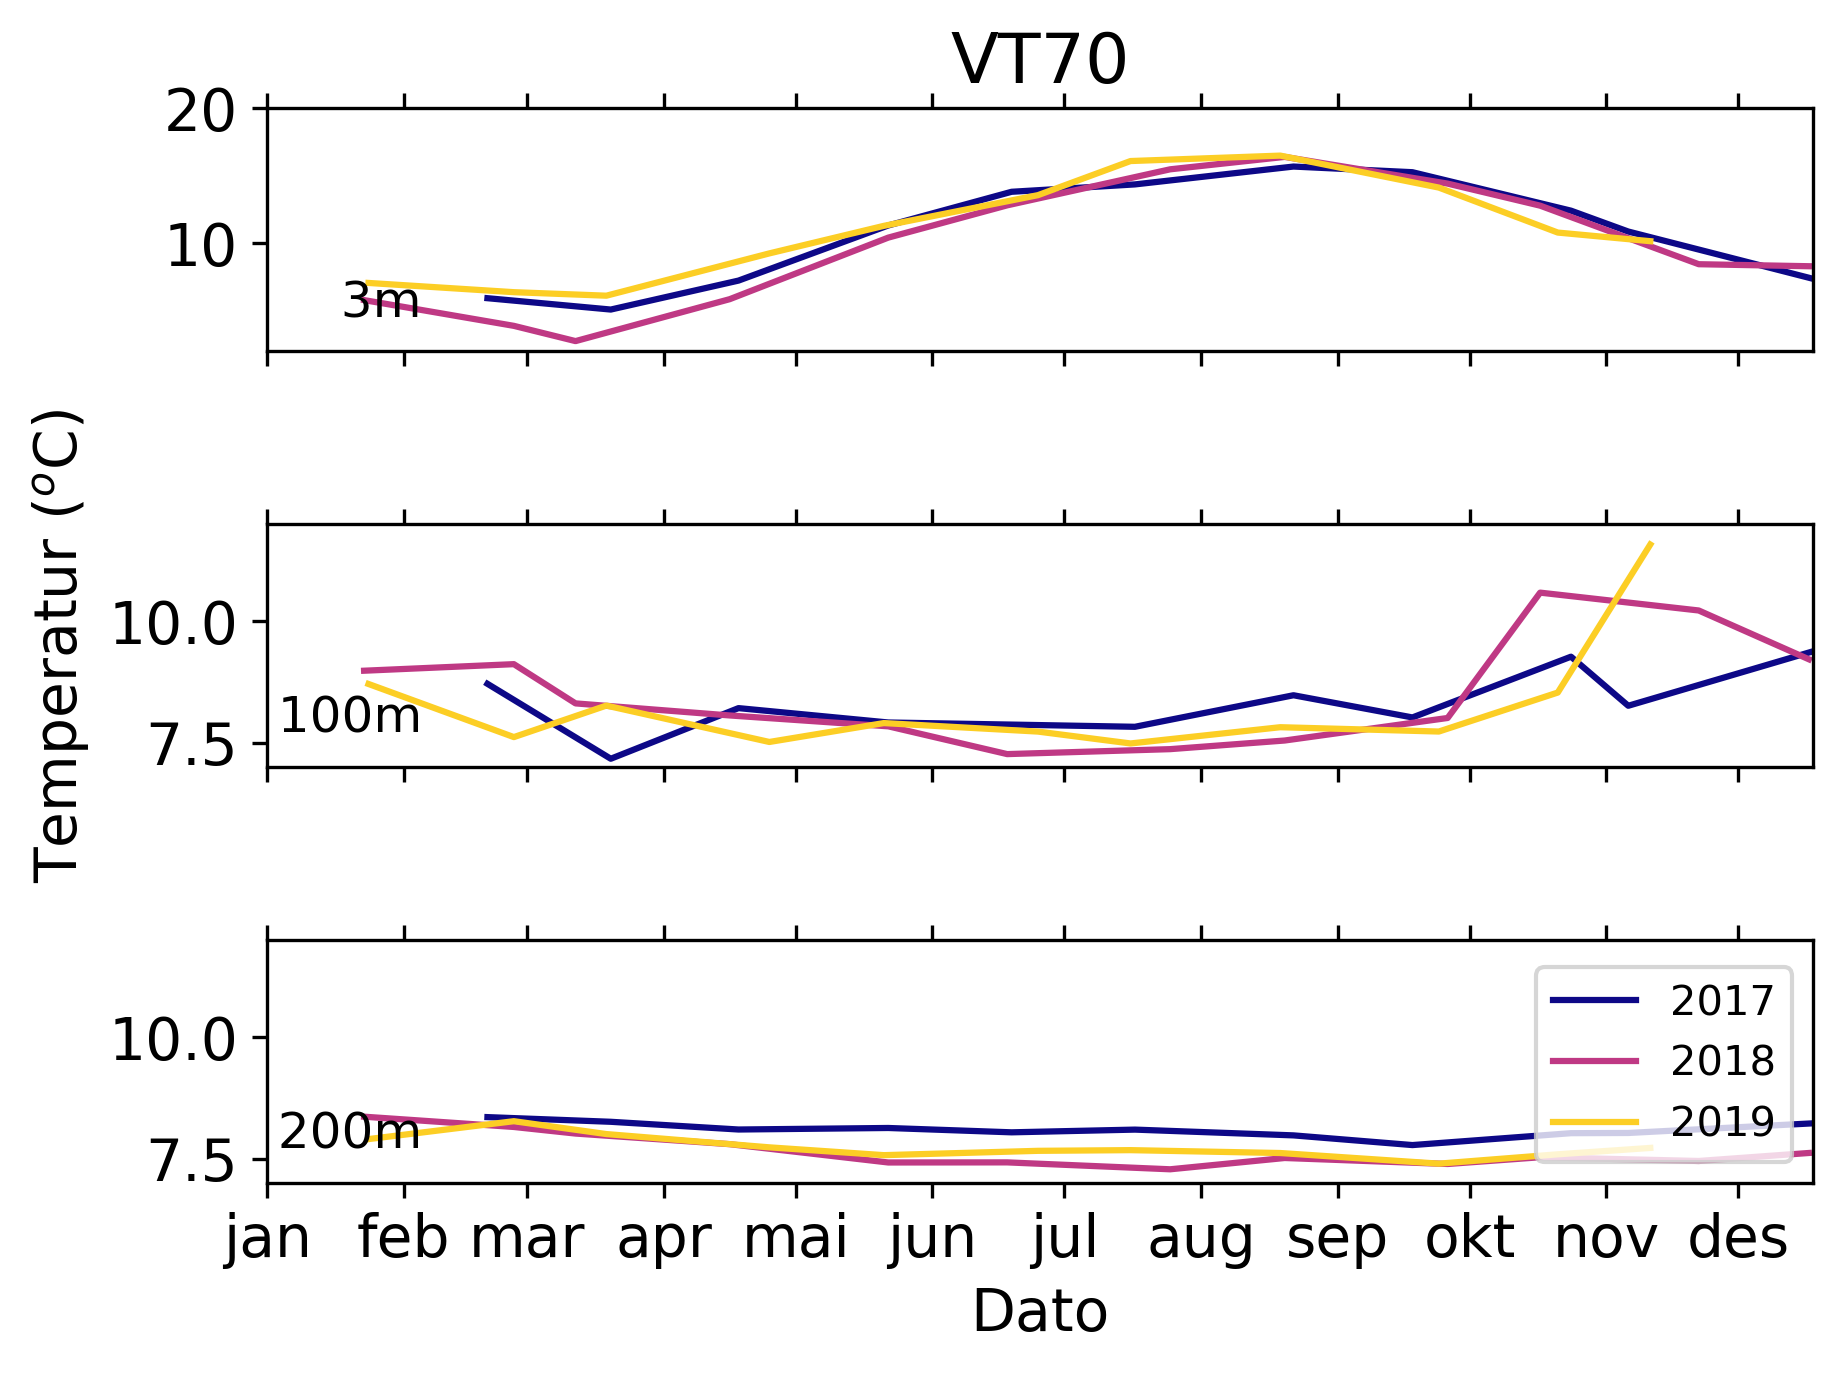 VT70
20
10
3m
Temperatur (°C)
10.0
7.5
100m
10.0
7.5
200m
2017
2018
2019
jan feb mar apr mai jun jul aug sep okt nov des
Dato